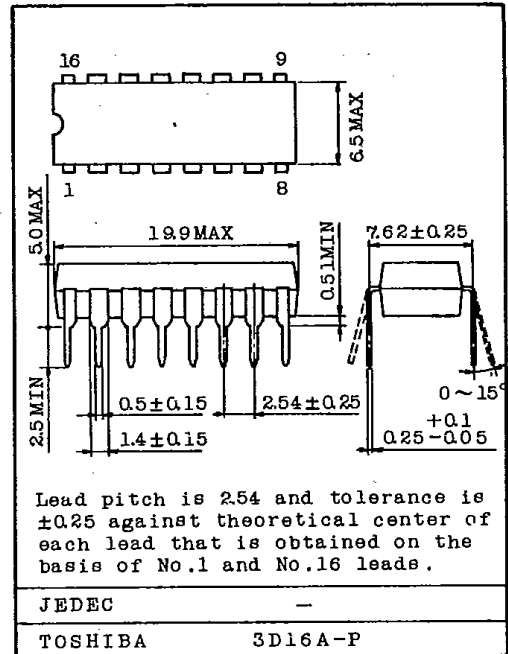 16 9
6.5MAX
1 8
5.0MAX
19.9MAX
0.51MIN
7.62±0.25
2.5MIN
0.5±0.15
2.54±0.25
1.4±0.15
0~15°
+0.1
0.25-0.05
Lead pitch is 2.54 and tolerance is
±0.25 against theoretical center of
each lead that is obtained on the
basis of No.1 and No.16 leads.
JEDEC —
TOSHIBA 3D16A-P